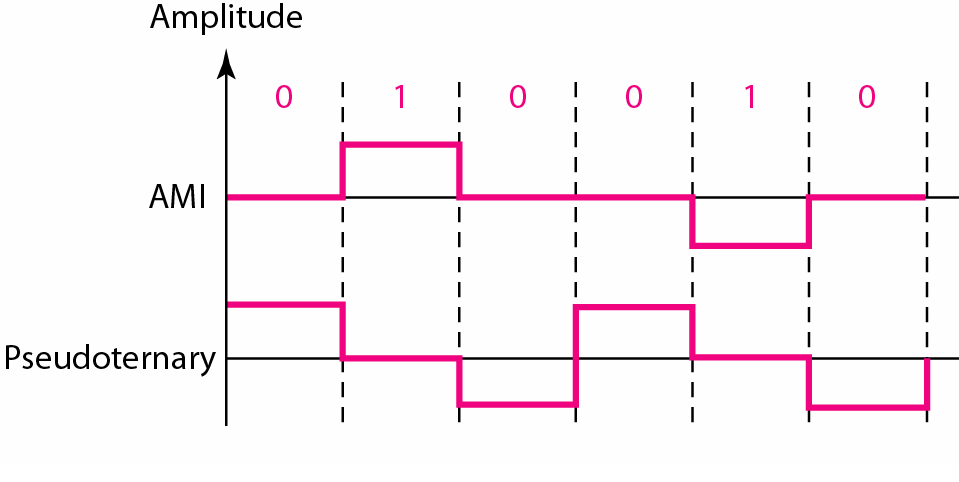 Amplitude
0 1 0 0 1 0
AMI
Pseudoternary